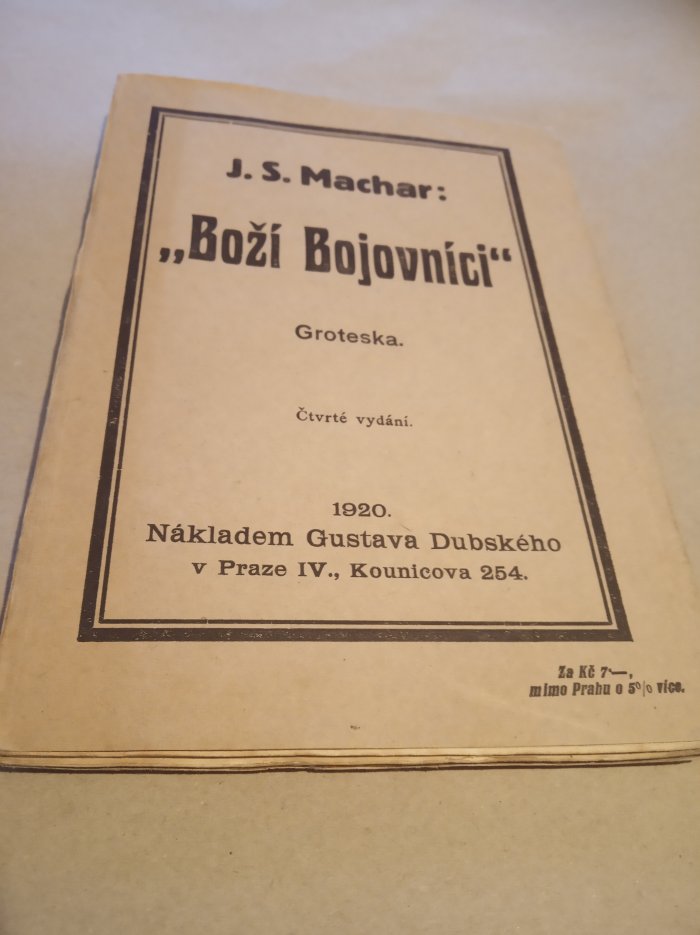 J. S. Machar:
„Boží Bojovníci“
Groteska.
Čtvrté vydání.
1920.
Nákladem Gustava Dubského
v Praze IV., Kounicova 254.
Za Kč 7·—,
mimo Prahu o 5% více.